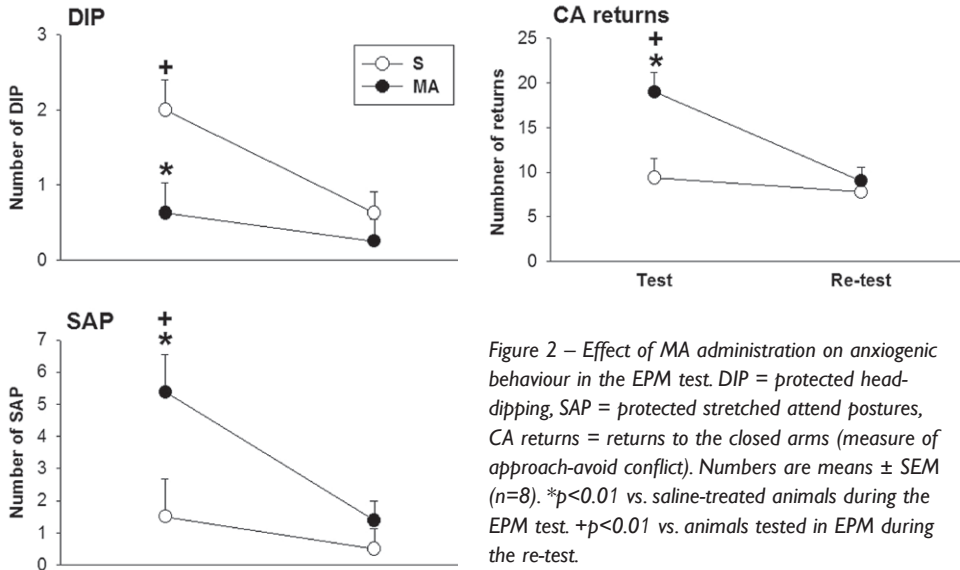 DIP
3
2
1
0
Number of DIP
+
*
S
MA
CA returns
25
20
15
10
5
0
Numbner of returns
+
*
Test
Re-test
SAP
7
6
5
4
3
2
1
0
Number of SAP
+
*
Figure 2 – Effect of MA administration on anxiogenic
behaviour in the EPM test. DIP = protected head-
dipping, SAP = protected stretched attend postures,
CA returns = returns to the closed arms (measure of
approach-avoid conflict). Numbers are means ± SEM
(n=8). *p<0.01 vs. saline-treated animals during the
EPM test. +p<0.01 vs. animals tested in EPM during
the re-test.